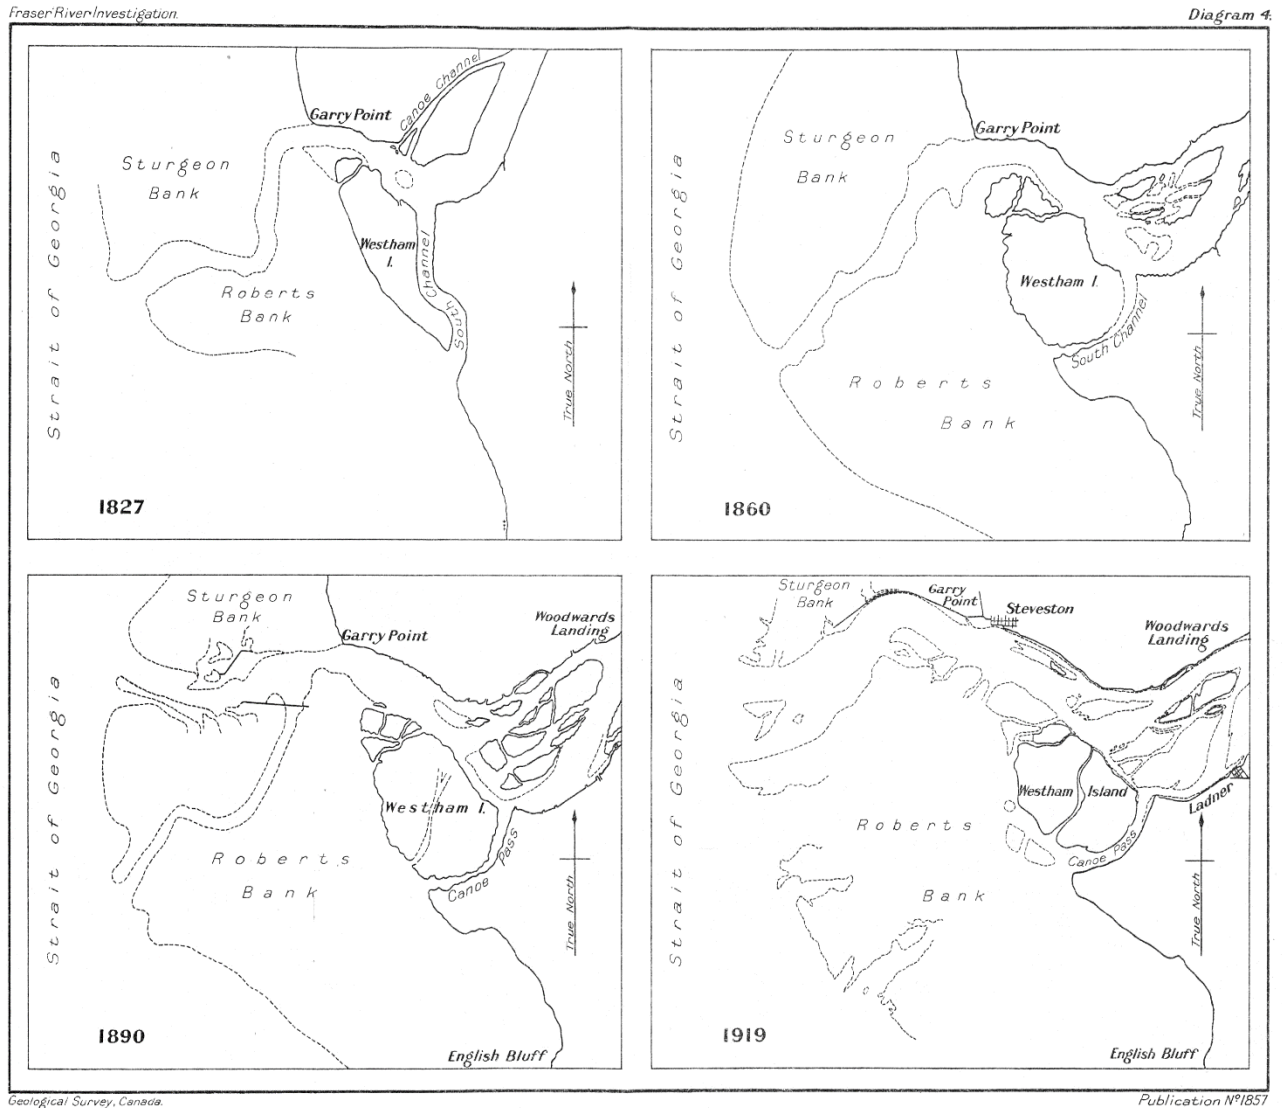 Fraser River Investigation.
Diagram 4.
Garry Point
Canoe Channel
Sturgeon
Bank
Strait of Georgia
Westham
I.
South Channel
Roberts
Bank
True North
1827
Garry Point
Sturgeon
Bank
Strait of Georgia
Westham I.
South Channel
Roberts
Bank
True North
1860
Sturgeon
Bank
Garry Point
Woodwards
Landing
Strait of Georgia
Westham I.
Canoe Pass
Roberts
Bank
True North
1890
English Bluff
Sturgeon
Bank
Garry
Point
Steveston
Woodwards
Landing
Strait of Georgia
Westham Island
Ladner
Roberts
Canoe Pass
Bank
True North
1919
English Bluff
Geological Survey, Canada.
Publication Nº1857